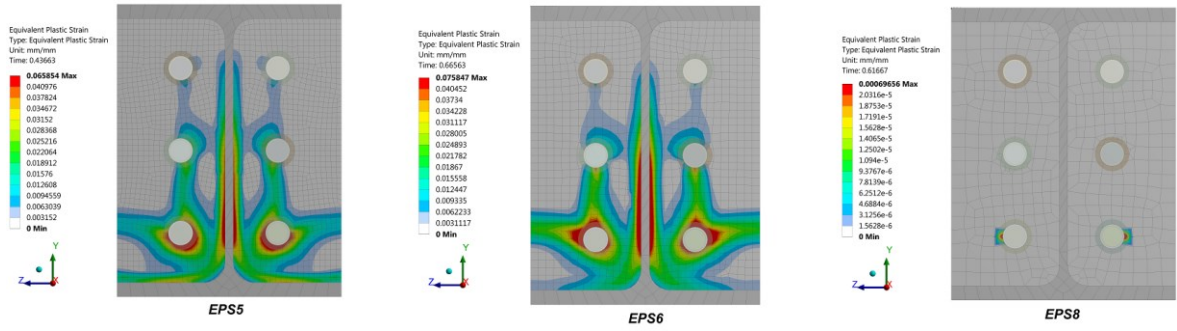 Equivalent Plastic Strain
Type: Equivalent Plastic Strain
Unit: mm/mm
Time: 0.43663
0.065854 Max
0.040976
0.037824
0.034672
0.03152
0.028368
0.025216
0.022064
0.018912
0.01576
0.012608
0.0094559
0.0063039
0.003152
0 Min
Y
Z
X
EPS5
Equivalent Plastic Strain
Type: Equivalent Plastic Strain
Unit: mm/mm
Time: 0.66563
0.075847 Max
0.040452
0.03734
0.034228
0.031117
0.028005
0.024893
0.021782
0.01867
0.015558
0.012447
0.009335
0.0062233
0.0031117
0 Min
Y
Z
X
EPS6
Equivalent Plastic Strain
Type: Equivalent Plastic Strain
Unit: mm/mm
Time: 0.61667
0.00069656 Max
2.0316e-5
1.8753e-5
1.7191e-5
1.5628e-5
1.4065e-5
1.2502e-5
1.094e-5
9.3767e-6
7.8139e-6
6.2512e-6
4.6884e-6
3.1256e-6
1.5628e-6
0 Min
Y
Z
X
EPS8